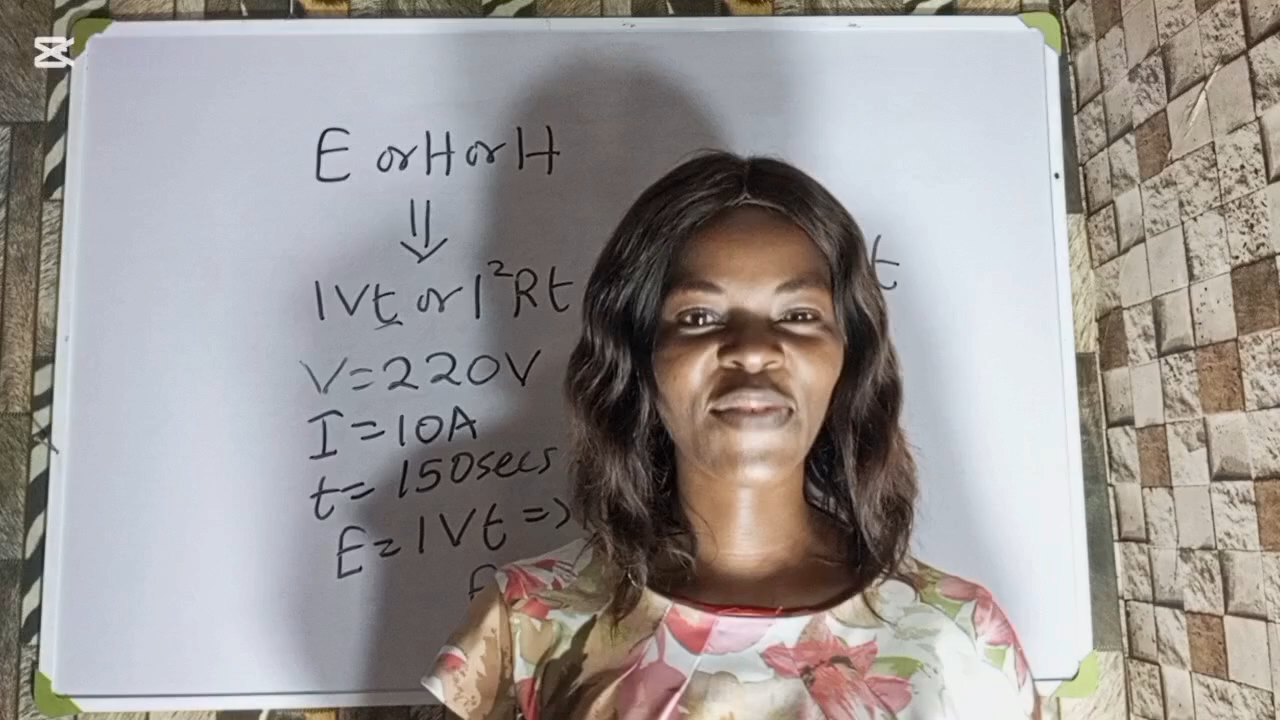 E or H or H
IVt or I²Rt t
V=220V
I=10A
t=150secs
E=IVt=>
E